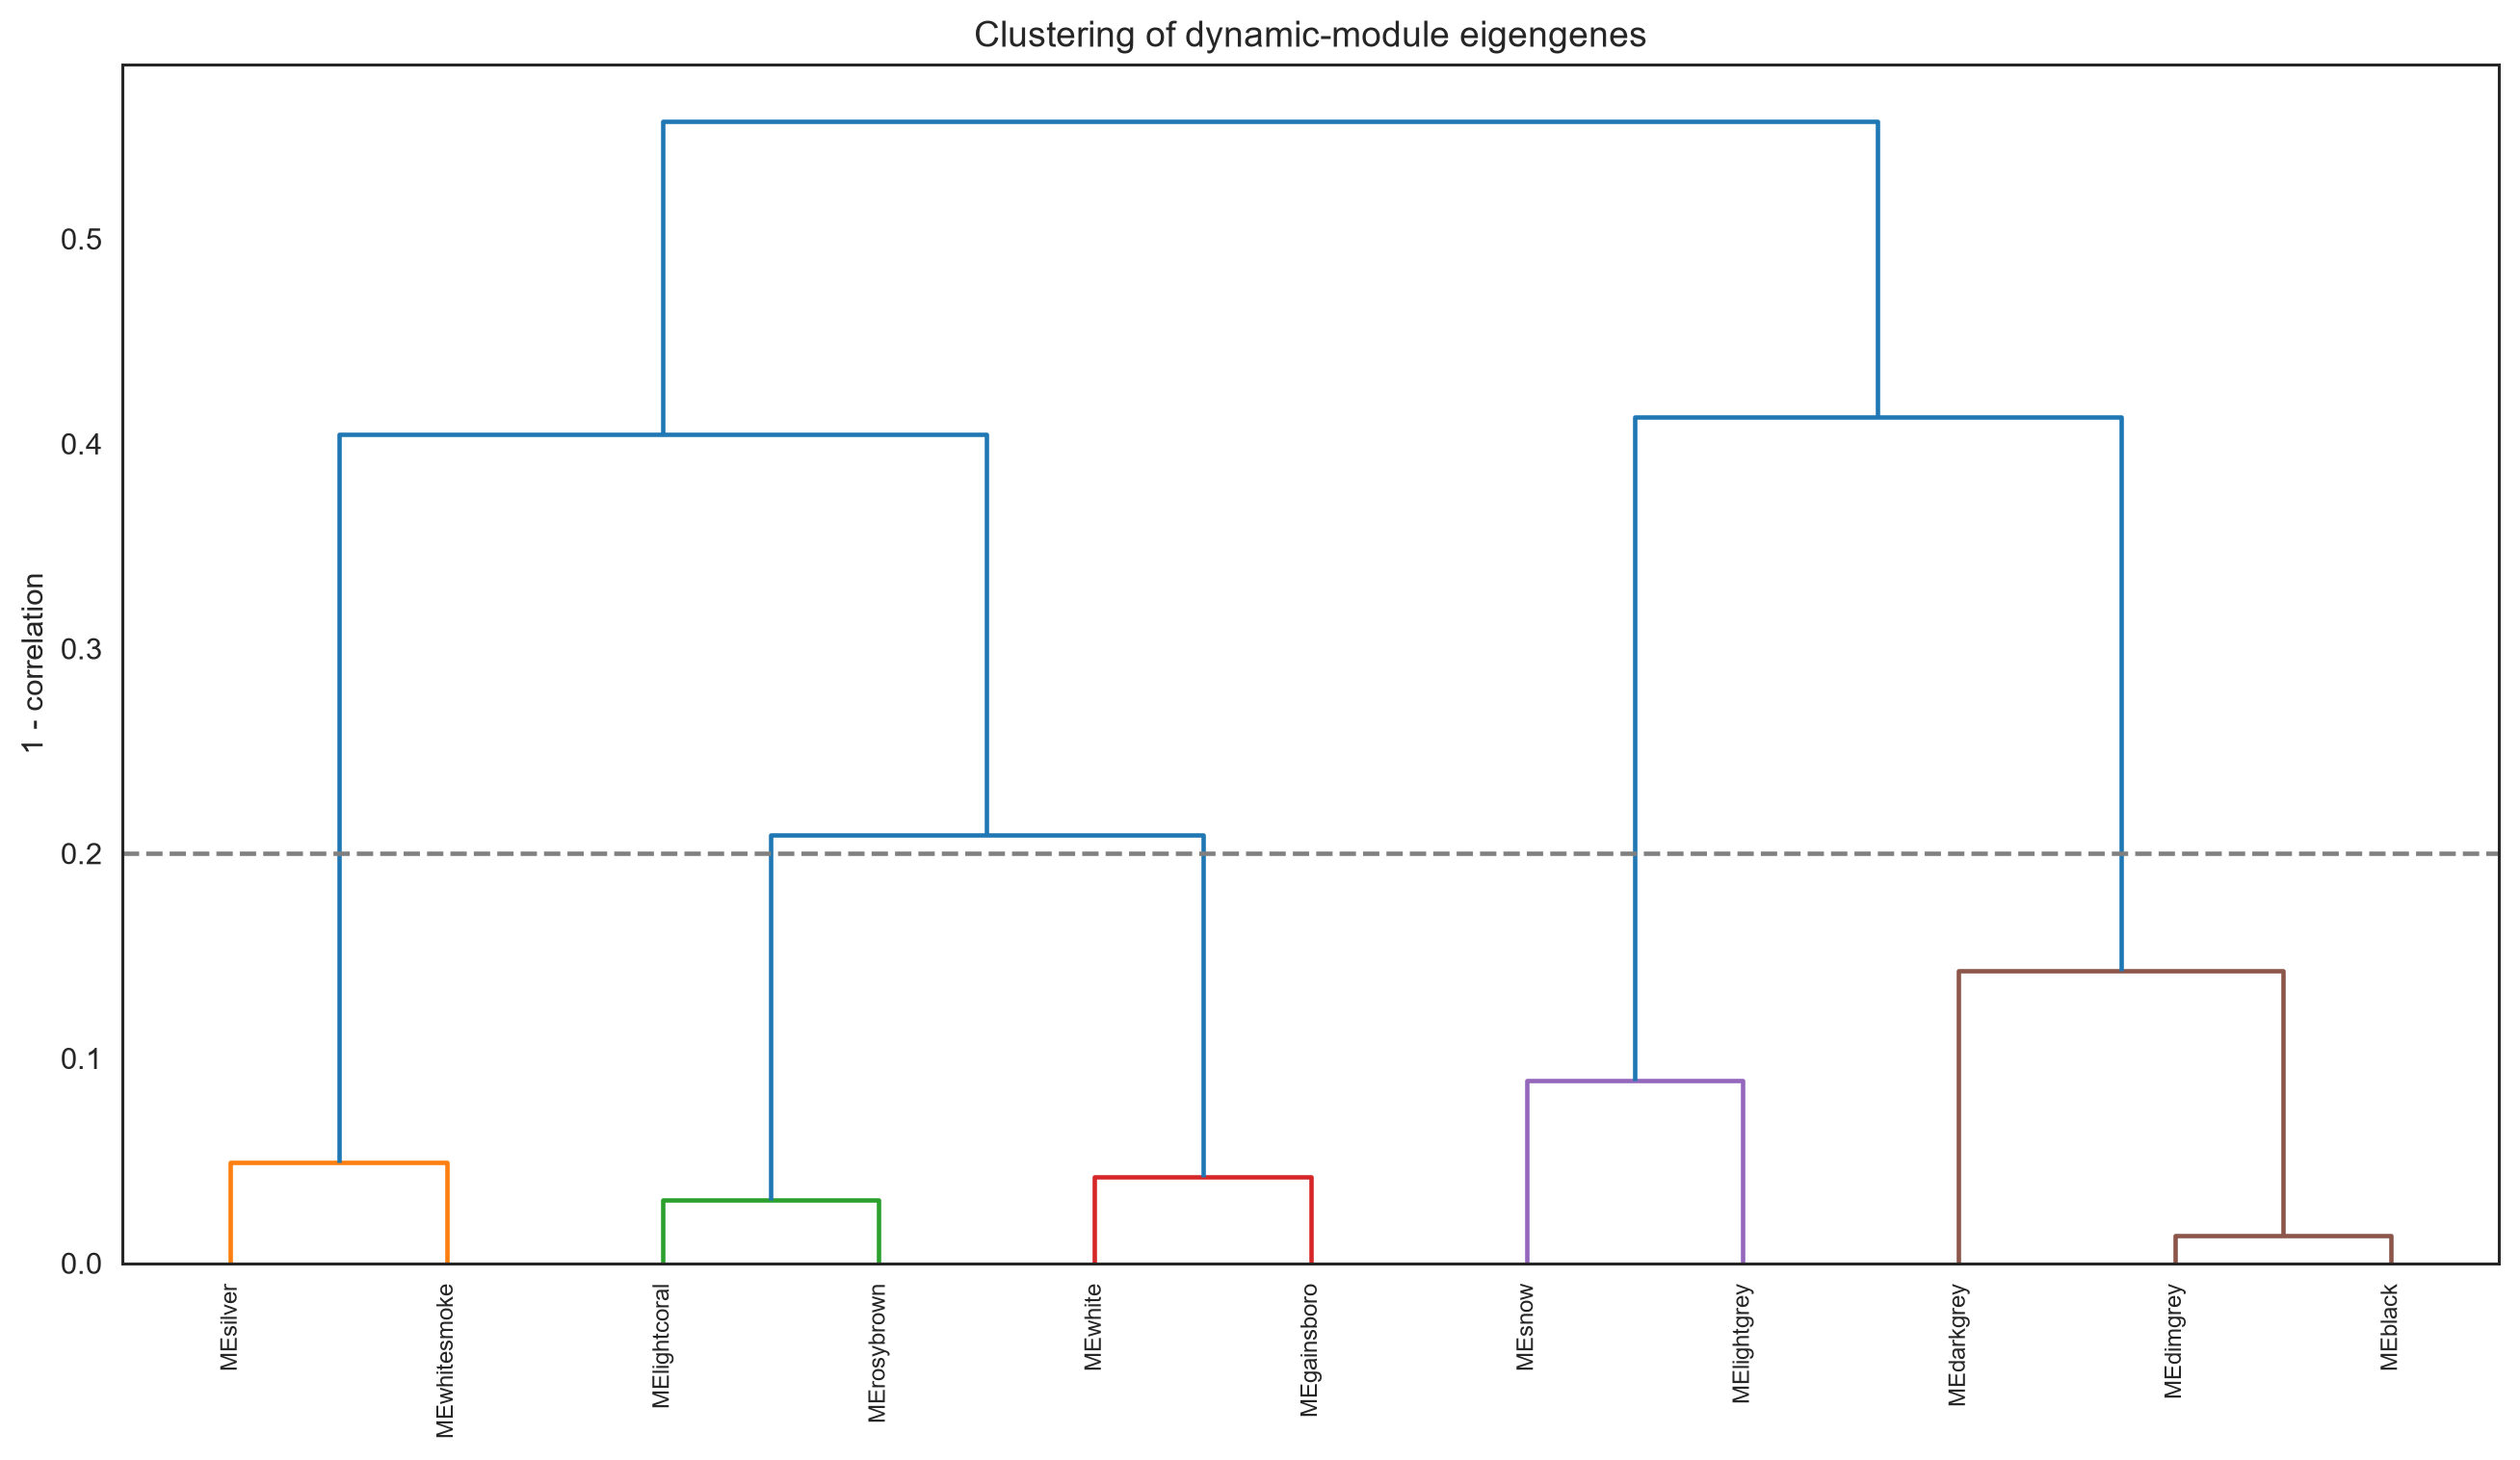 Clustering of dynamic-module eigengenes
1 - correlation
0.5
0.4
0.3
0.2
0.1
0.0
MEsilver
MEwhitesmoke
MElightcoral
MErosybrown
MEwhite
MEgainsboro
MEsnow
MElightgrey
MEdarkgrey
MEdimgrey
MEblack